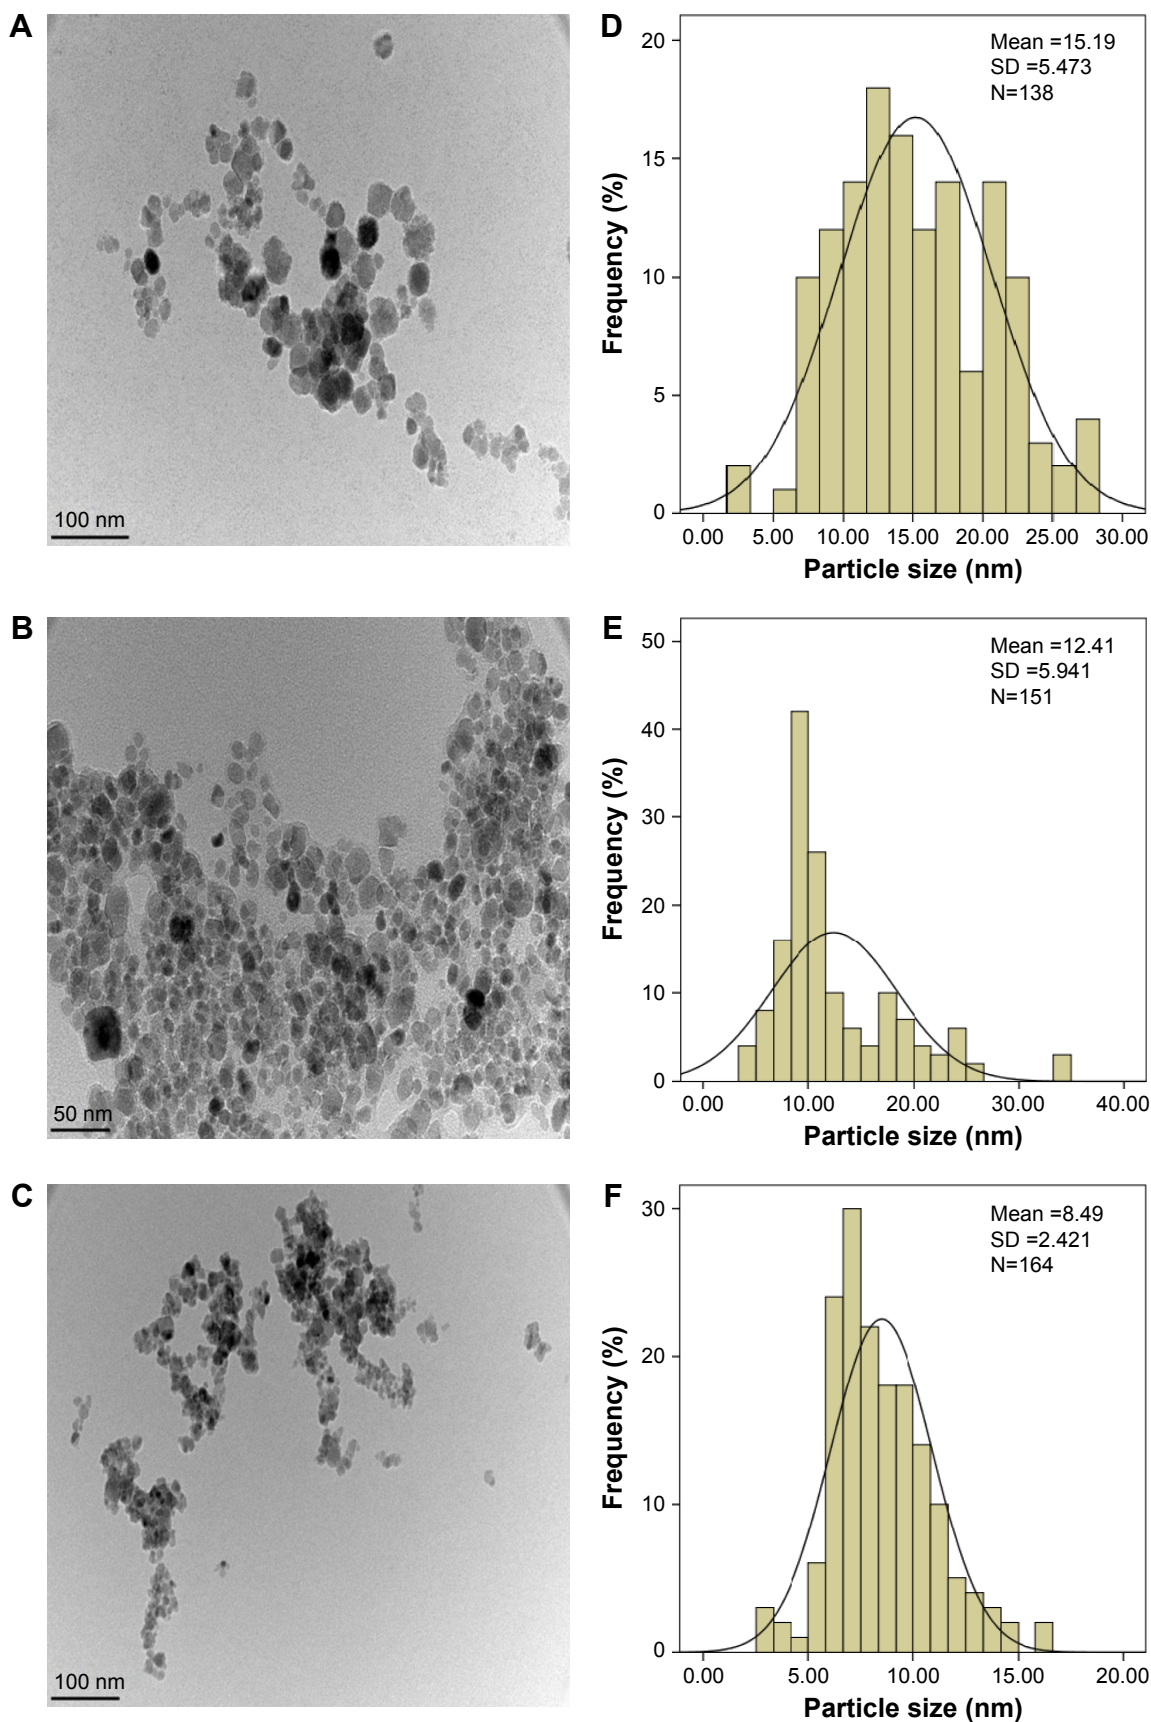 A
100 nm
D
Mean =15.19
SD =5.473
N=138
Frequency (%)
20
15
10
5
0
0.00 5.00 10.00 15.00 20.00 25.00 30.00
Particle size (nm)
B
50 nm
E
Mean =12.41
SD =5.941
N=151
Frequency (%)
50
40
30
20
10
0
0.00 10.00 20.00 30.00 40.00
Particle size (nm)
C
100 nm
F
Mean =8.49
SD =2.421
N=164
Frequency (%)
30
20
10
0
0.00 5.00 10.00 15.00 20.00
Particle size (nm)